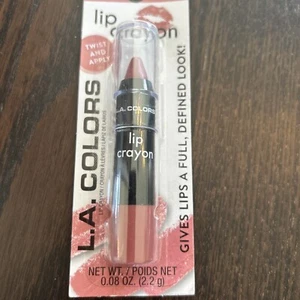 lip
crayon
TWIST
AND
APPLY
L.A. COLORS
L.A. COLORS
lip
crayon
GIVES LIPS A FULL, DEFINED LOOK!
NET WT. / POIDS NET
0.08 OZ. (2.2 g)